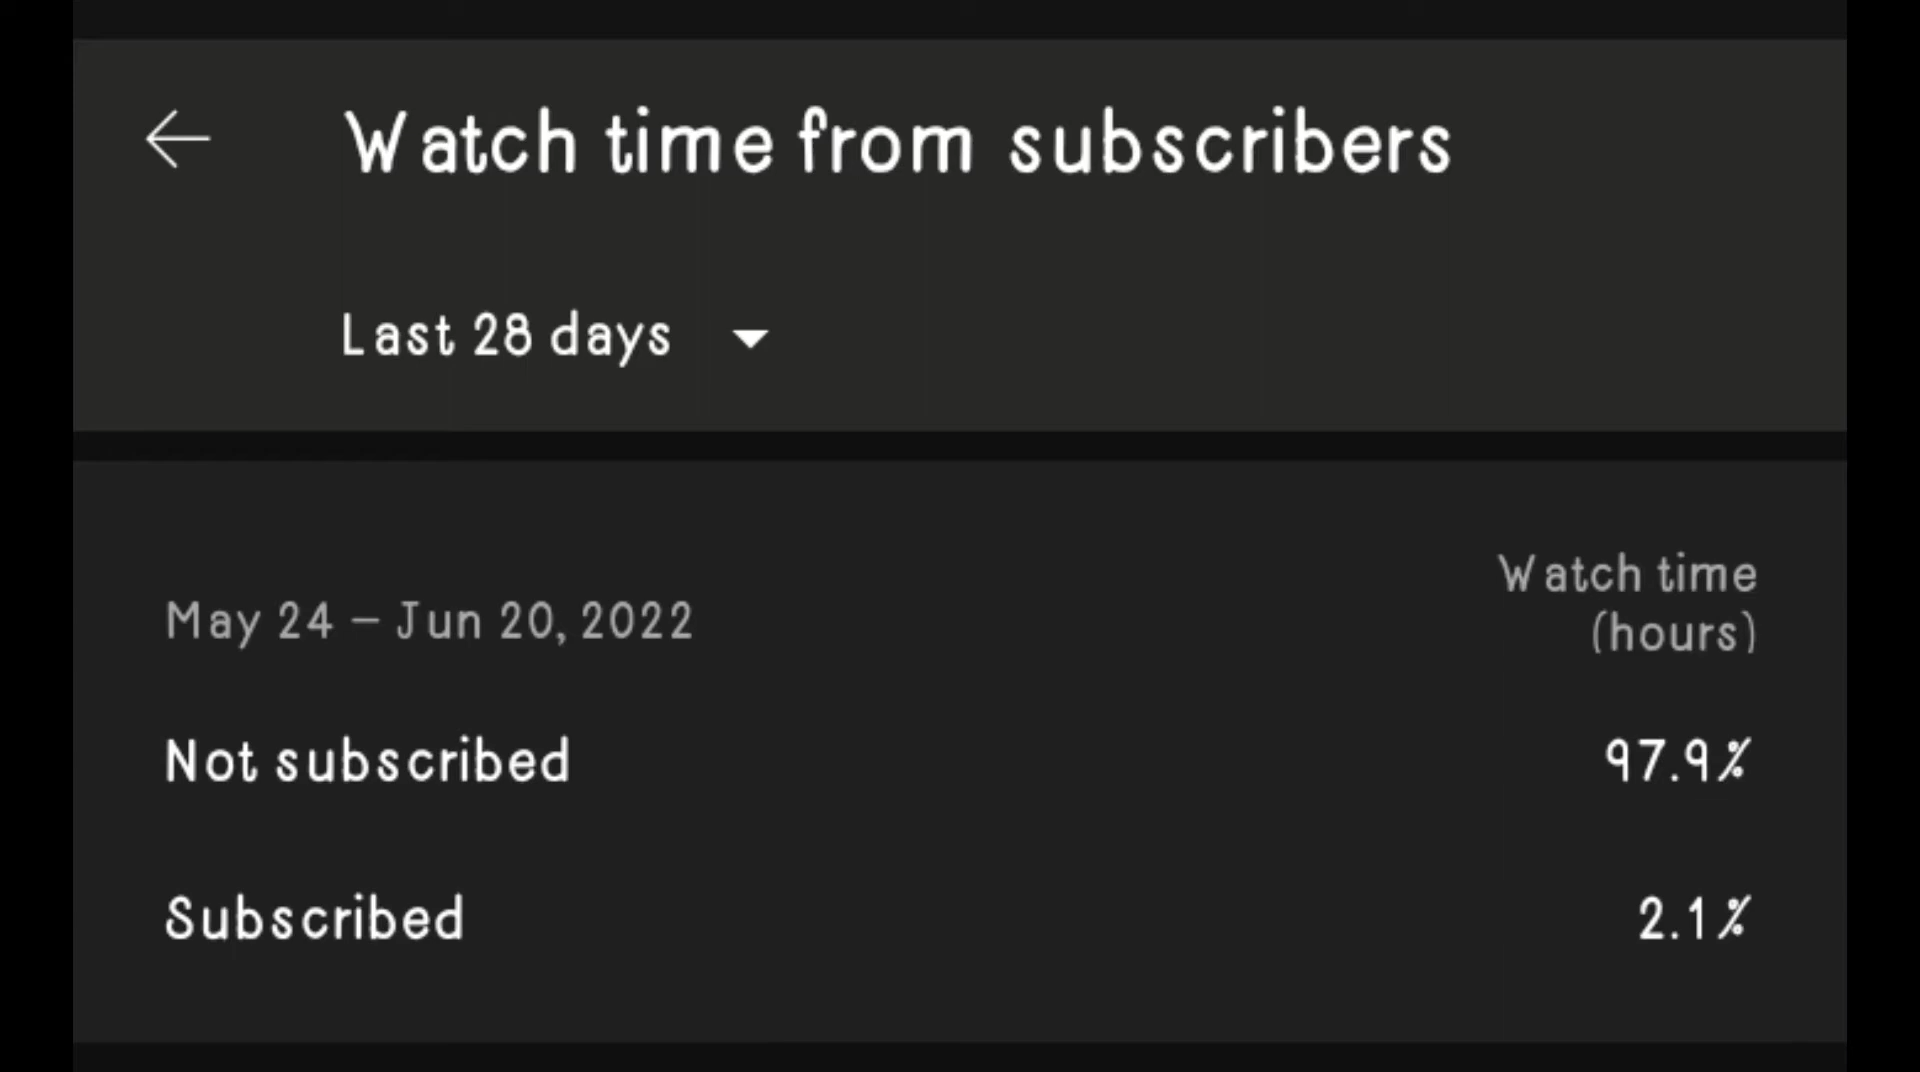 Watch time from subscribers
Last 28 days
Watch time
(hours)
May 24 – Jun 20, 2022
Not subscribed 97.9%
Subscribed 2.1%